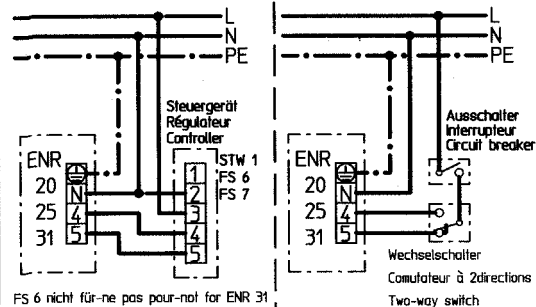 L
N
PE
Steuergerät
Régulateur
Controller
ENR
20
25
31
N
4
5
1
2
3
4
5
STW 1
FS 6
FS 7
FS 6 nicht für-ne pas pour-not for ENR 31
L
N
PE
Ausschalter
Interrupteur
Circuit breaker
ENR
20
25
31
N
4
5
Wechselschalter
Comutateur à 2directions
Two-way switch